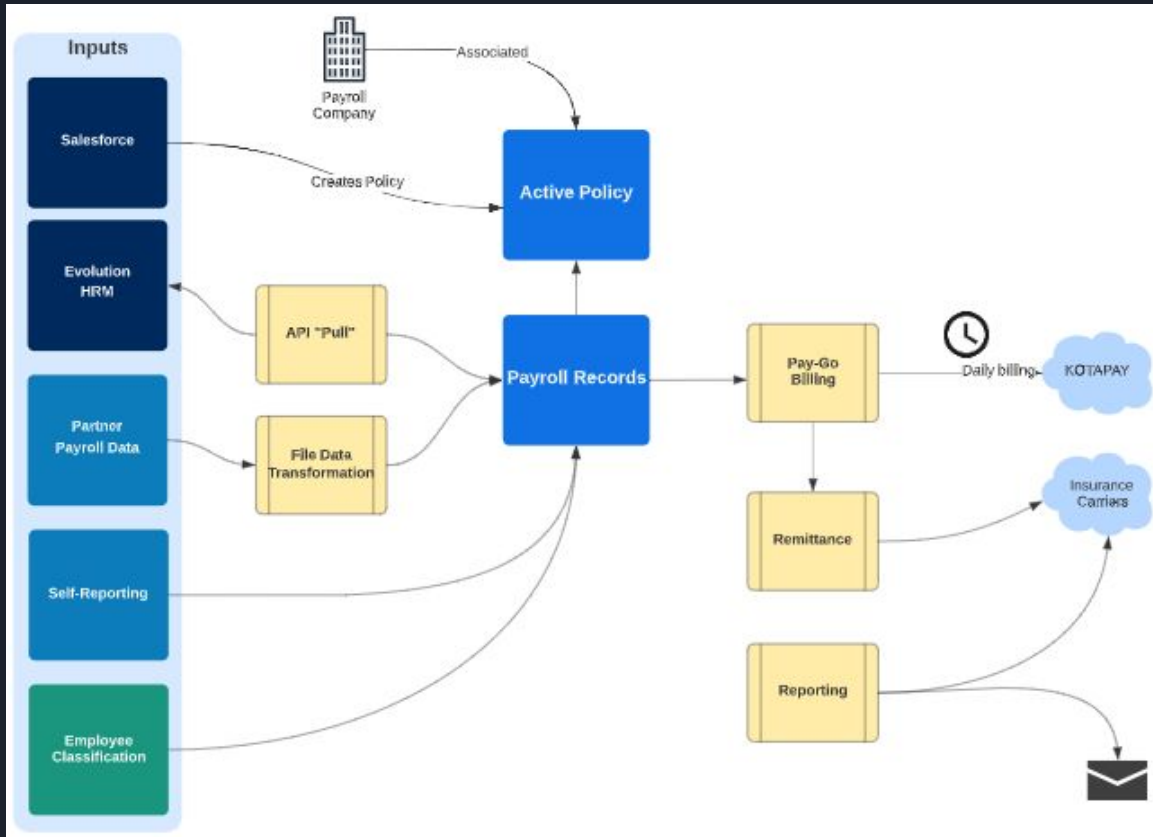 Inputs
Salesforce
Evolution
HRM
Partner
Payroll Data
Self-Reporting
Employee
Classification
Payroll
Company
Associated
Creates Policy
API "Pull"
File Data
Transformation
Active Policy
Payroll Records
Pay-Go
Billing
Daily billing
KOTAPAY
Remittance
Insurance
Carriers
Reporting